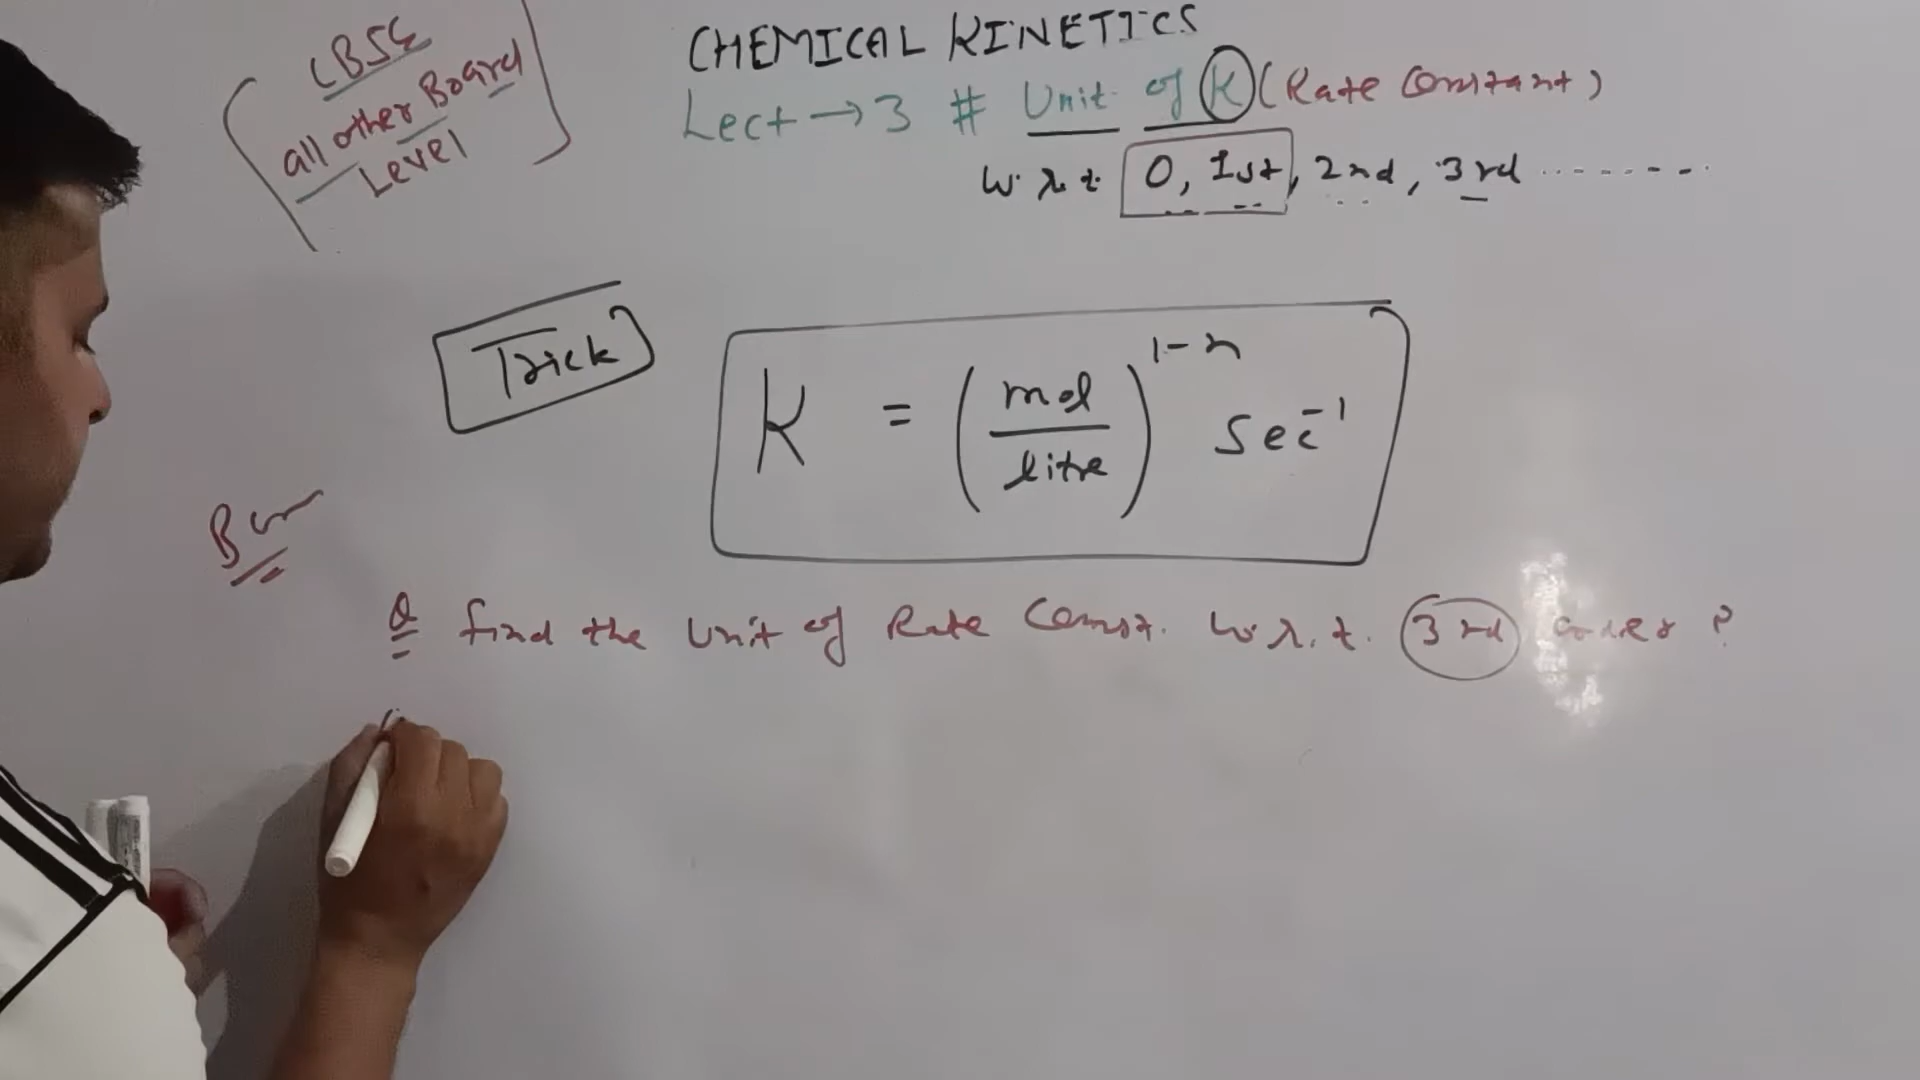 CBSE
all other Board
Level
CHEMICAL KINETICS
Lect → 3 # Unit of K (Rate Constant)
w.r.t 0, 1st, 2nd, 3rd ........
Trick
K = (mol/litre)^1-n Sec^-1
Q find the Unit of Rate Const. w.r.t. 3rd order ?